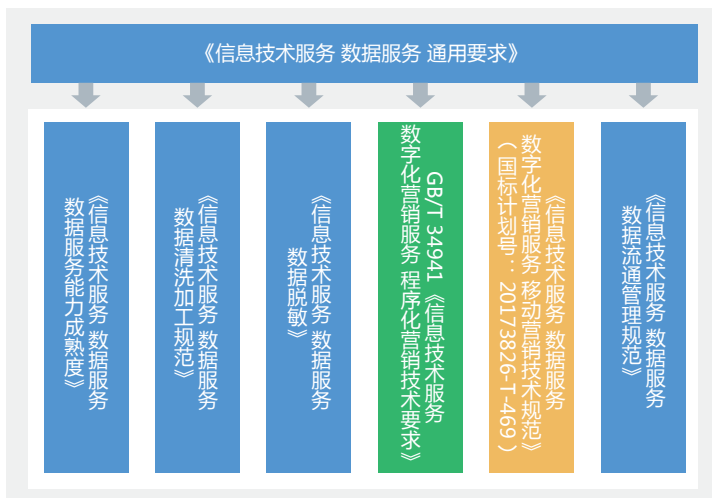 《信息技术服务 数据服务 通用要求》
《信息技术服务 数据服务
数据服务能力成熟度》
《信息技术服务 数据服务
数据清洗加工规范》
《信息技术服务 数据服务
数据脱敏》
GB/T 34941《信息技术服务
数字化营销服务 程序化营销技术要求》
《信息技术服务 数据服务
数字化营销服务 移动营销技术规范》
（国标计划号：20173826-T-469）
《信息技术服务 数据服务
数据流通管理规范》